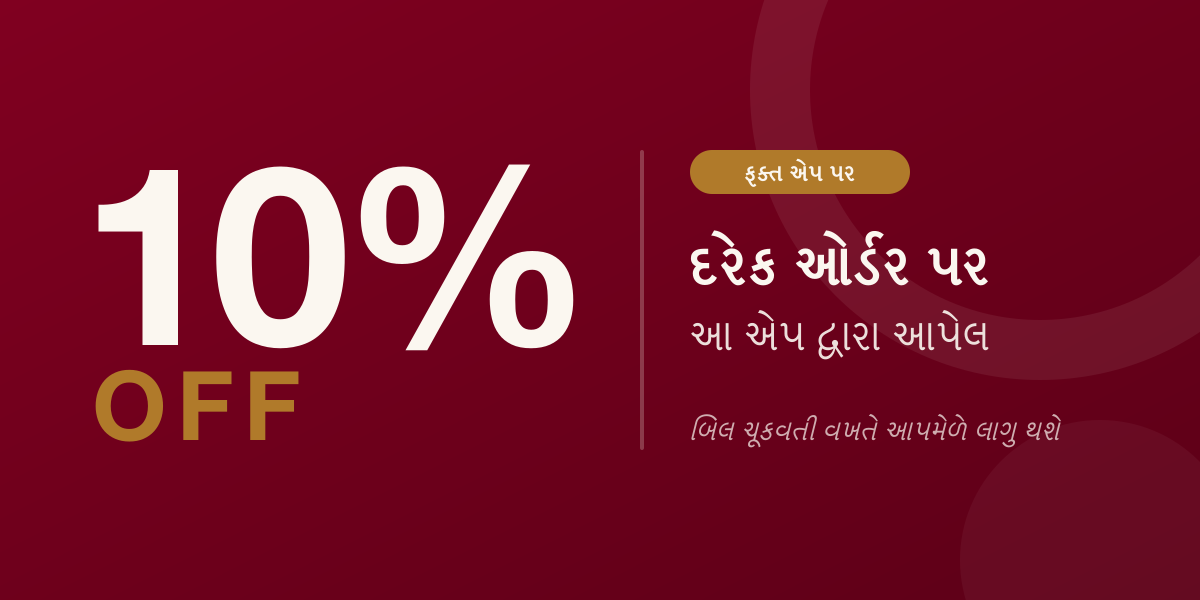 10%
OFF
ફક્ત એપ પર
દરેક ઓર્ડર પર
આ એપ દ્વારા આપેલ
બિલ ચૂકવતી વખતે આપમેળે લાગુ થશે